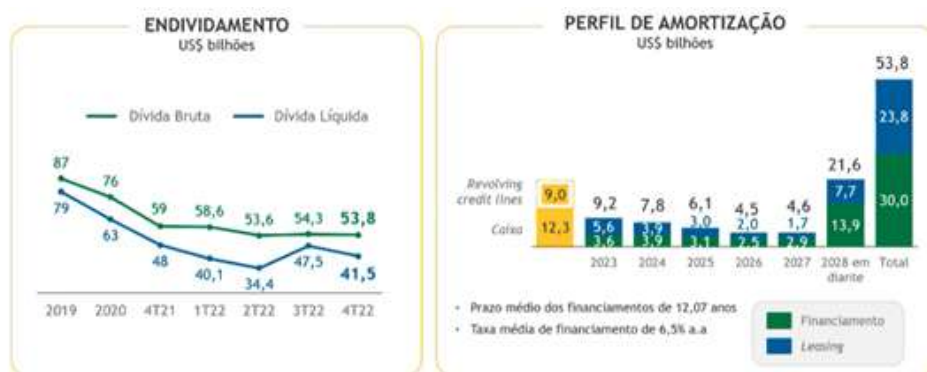 ENDIVIDAMENTO
US$ bilhões
Dívida Bruta
Dívida Líquida
87
76
59
58,6
53,6
54,3
53,8
79
63
48
40,1
34,4
47,5
41,5
2019 2020 4T21 1T22 2T22 3T22 4T22
PERFIL DE AMORTIZAÇÃO
US$ bilhões
Revolving
credit lines
Caixa
9,0
12,3
9,2 7,8 6,1 4,5 4,6 21,6 53,8
5,6 3,9 3,0 2,0 1,7 7,7 23,8
3,6 3,9 3,1 2,5 2,9 13,9 30,0
2023 2024 2025 2026 2027 2028 em Total
diante
• Prazo médio dos financiamentos de 12,07 anos
• Taxa média de financiamento de 6,5% a.a
Financiamento
Leasing